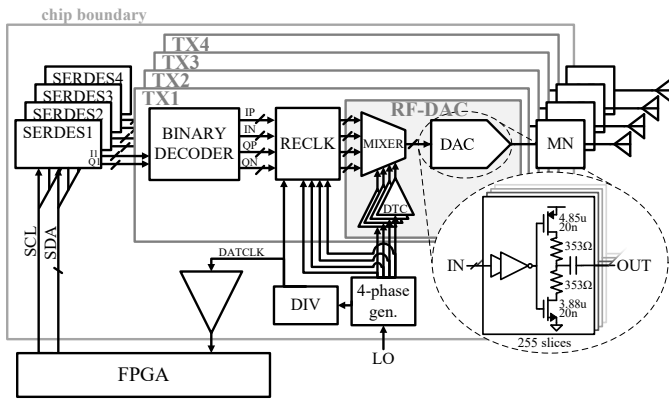 chip boundary
TX4
TX3
TX2
TX1
SERDES4
SERDES3
SERDES2
SERDES1
I1
Q1
BINARY
DECODER
IP
IN
QP
QN
RECLK
RF-DAC
MIXER
DAC
MN
DTC
SCL
SDA
DATCLK
DIV
4-phase
gen.
LO
FPGA
IN
4.85u
20n
353Ω
353Ω
OUT
3.88u
20n
255 slices